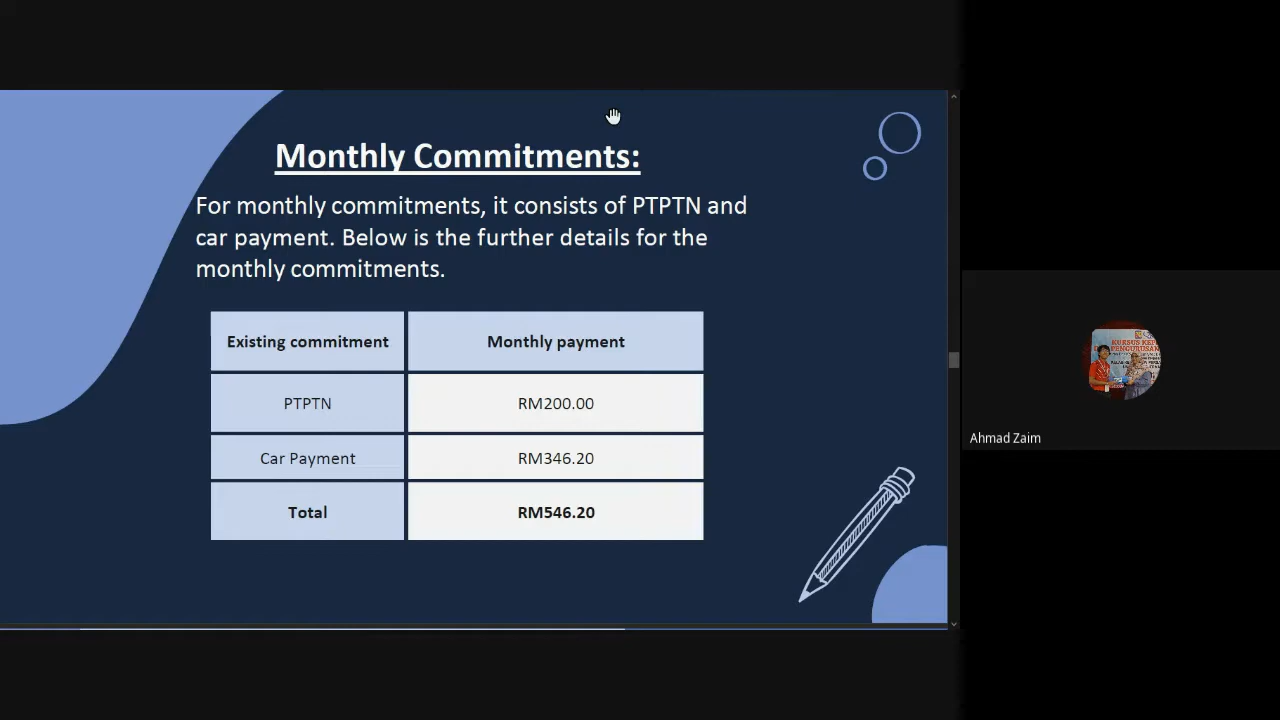 Monthly Commitments:
For monthly commitments, it consists of PTPTN and
car payment. Below is the further details for the
monthly commitments.
Existing commitment Monthly payment
PTPTN RM200.00
Car Payment RM346.20
Total RM546.20
Ahmad Zaim